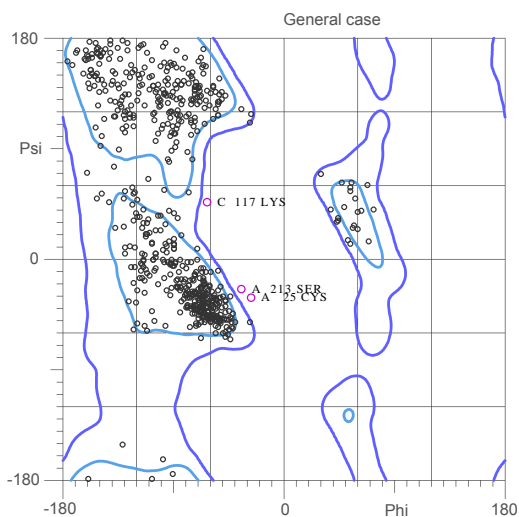 General case
180
Psi
C 117 LYS
0
A 213 SER
A 25 CYS
-180
-180
0
Phi
180